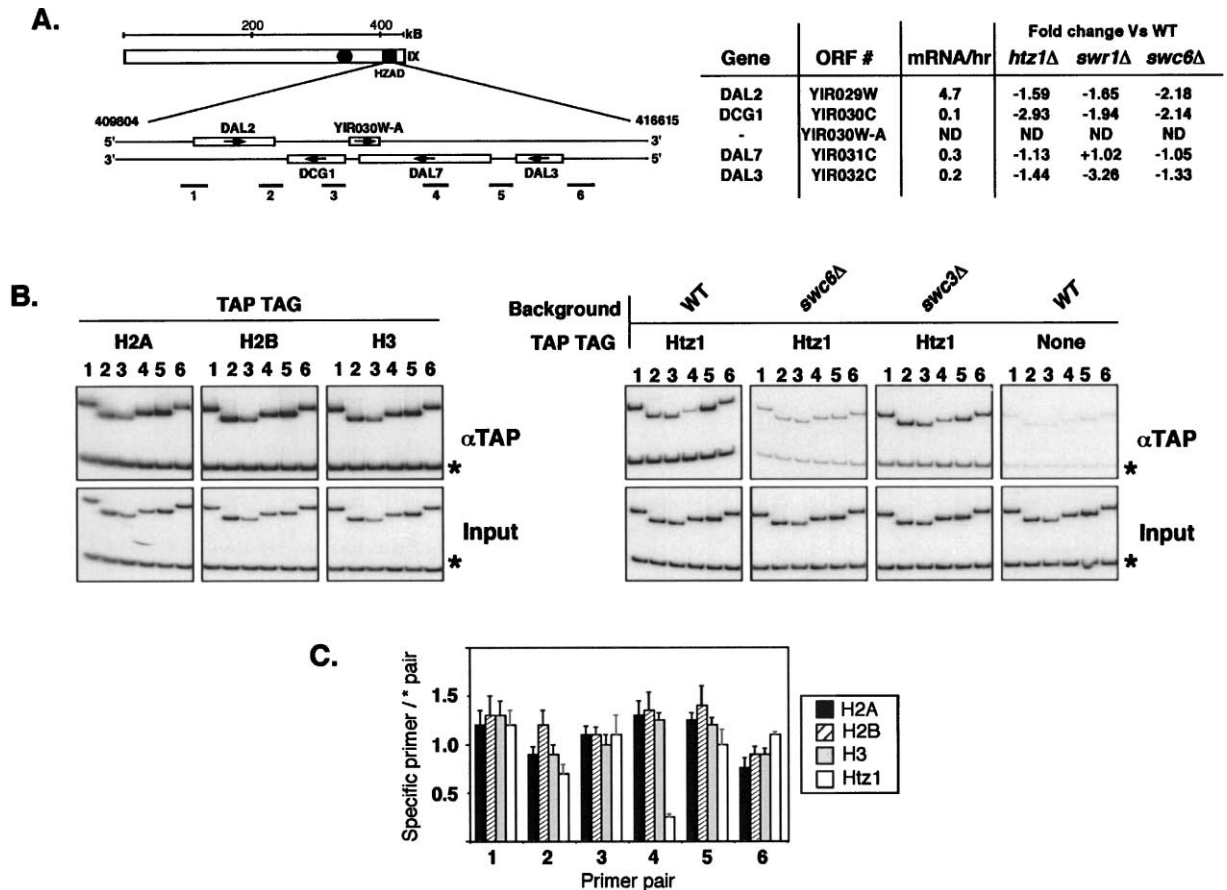 A.
200 400 kB
IX
HZAD
409604 416615
5' DAL2 YIR030W-A 3'
3' DCG1 DAL7 DAL3 5'
1 2 3 4 5 6
Fold change Vs WT
Gene ORF # mRNA/hr htz1Δ swr1Δ swc6Δ
DAL2 YIR029W 4.7 -1.59 -1.65 -2.18
DCG1 YIR030C 0.1 -2.93 -1.94 -2.14
- YIR030W-A ND ND ND ND
DAL7 YIR031C 0.3 -1.13 +1.02 -1.05
DAL3 YIR032C 0.2 -1.44 -3.26 -1.33
B.
TAP TAG
H2A H2B H3
1 2 3 4 5 6 1 2 3 4 5 6 1 2 3 4 5 6
αTAP
*
Input
*
Background WT swc6Δ swc3Δ WT
TAP TAG Htz1 Htz1 Htz1 None
1 2 3 4 5 6 1 2 3 4 5 6 1 2 3 4 5 6 1 2 3 4 5 6
αTAP
*
Input
*
C.
Specific primer / * pair
1.5
1.0
0.5
1 2 3 4 5 6
Primer pair
H2A
H2B
H3
Htz1